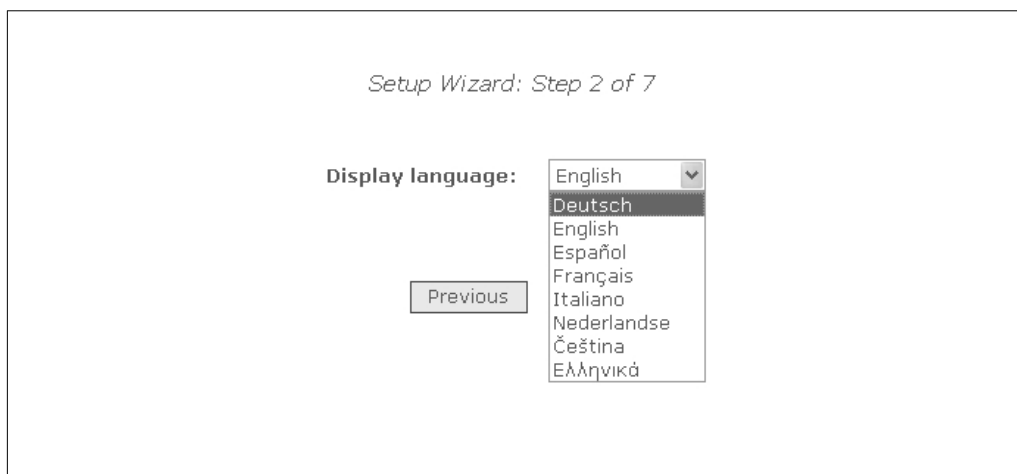 Setup Wizard: Step 2 of 7
Display language: English
Deutsch
English
Español
Français
Previous
Italiano
Nederlandse
Čeština
Ελληνικά